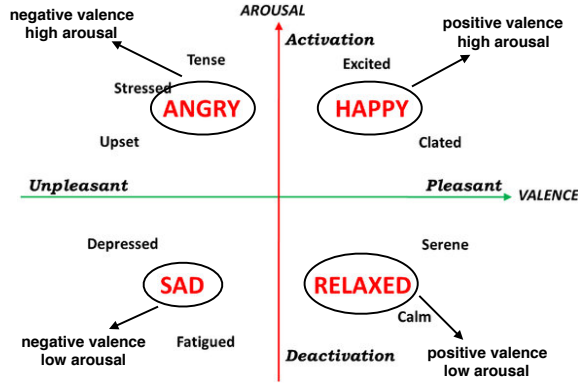 AROUSAL
negative valence
high arousal
positive valence
high arousal
Activation
Tense
Excited
Stressed
ANGRY
HAPPY
Upset
Clated
Unpleasant
Pleasant
VALENCE
Depressed
Serene
SAD
RELAXED
Calm
negative valence
low arousal
Fatigued
Deactivation
positive valence
low arousal